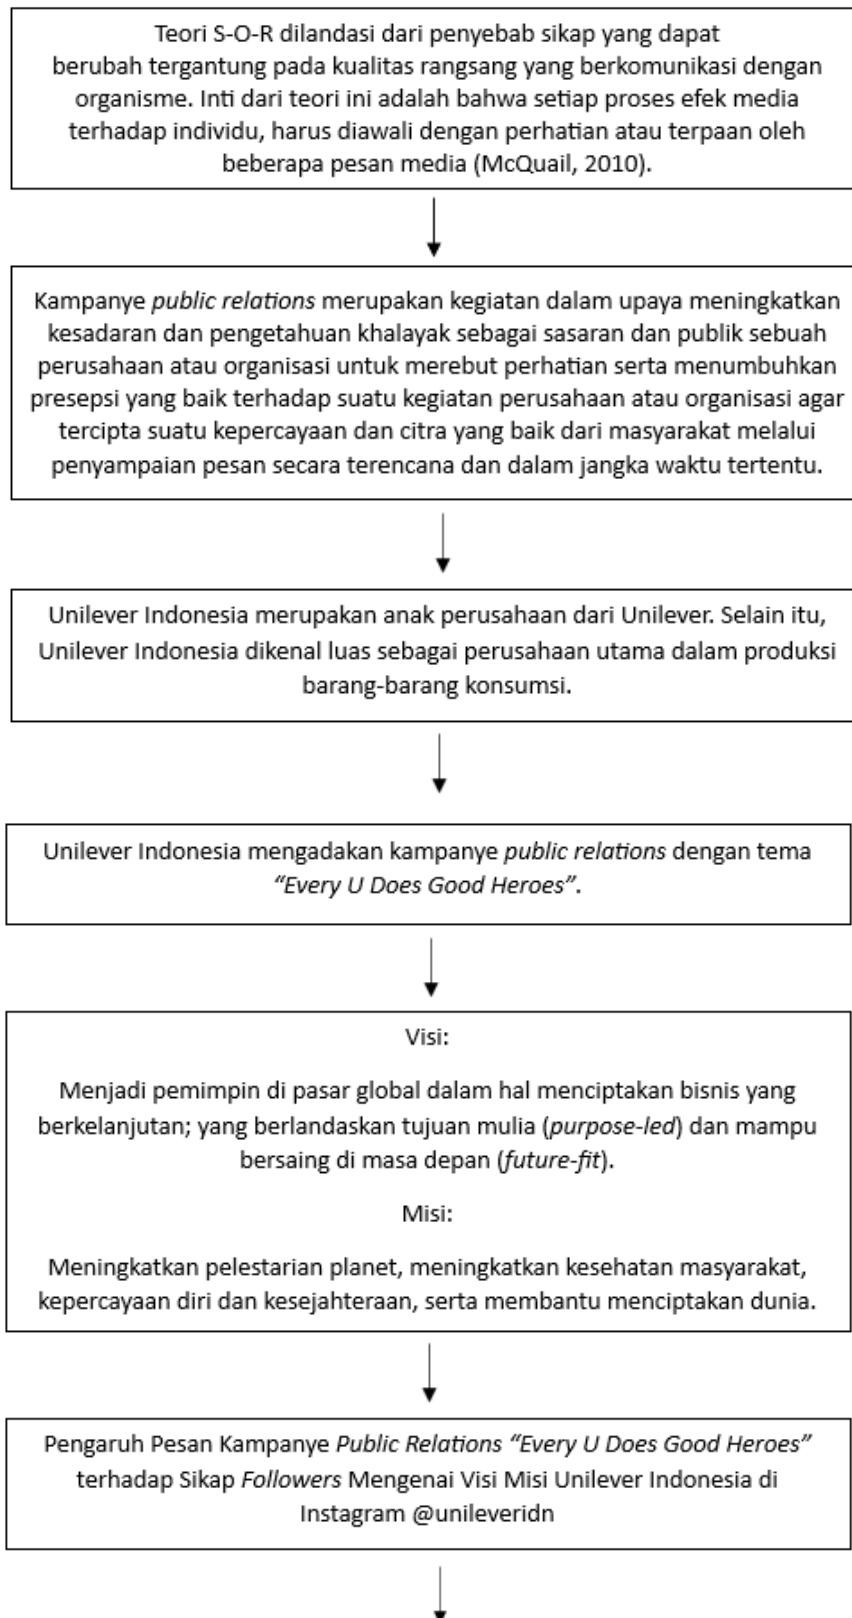 Teori S-O-R dilandasi dari penyebab sikap yang dapat
berubah tergantung pada kualitas rangsang yang berkomunikasi dengan
organisme. Inti dari teori ini adalah bahwa setiap proses efek media
terhadap individu, harus diawali dengan perhatian atau terpaan oleh
beberapa pesan media (McQuail, 2010).
Kampanye public relations merupakan kegiatan dalam upaya meningkatkan
kesadaran dan pengetahuan khalayak sebagai sasaran dan publik sebuah
perusahaan atau organisasi untuk merebut perhatian serta menumbuhkan
presepsi yang baik terhadap suatu kegiatan perusahaan atau organisasi agar
tercipta suatu kepercayaan dan citra yang baik dari masyarakat melalui
penyampaian pesan secara terencana dan dalam jangka waktu tertentu.
Unilever Indonesia merupakan anak perusahaan dari Unilever. Selain itu,
Unilever Indonesia dikenal luas sebagai perusahaan utama dalam produksi
barang-barang konsumsi.
Unilever Indonesia mengadakan kampanye public relations dengan tema
“Every U Does Good Heroes”.
Visi:
Menjadi pemimpin di pasar global dalam hal menciptakan bisnis yang
berkelanjutan; yang berlandaskan tujuan mulia (purpose-led) dan mampu
bersaing di masa depan (future-fit).
Misi:
Meningkatkan pelestarian planet, meningkatkan kesehatan masyarakat,
kepercayaan diri dan kesejahteraan, serta membantu menciptakan dunia.
Pengaruh Pesan Kampanye Public Relations “Every U Does Good Heroes”
terhadap Sikap Followers Mengenai Visi Misi Unilever Indonesia di
Instagram @unileveridn